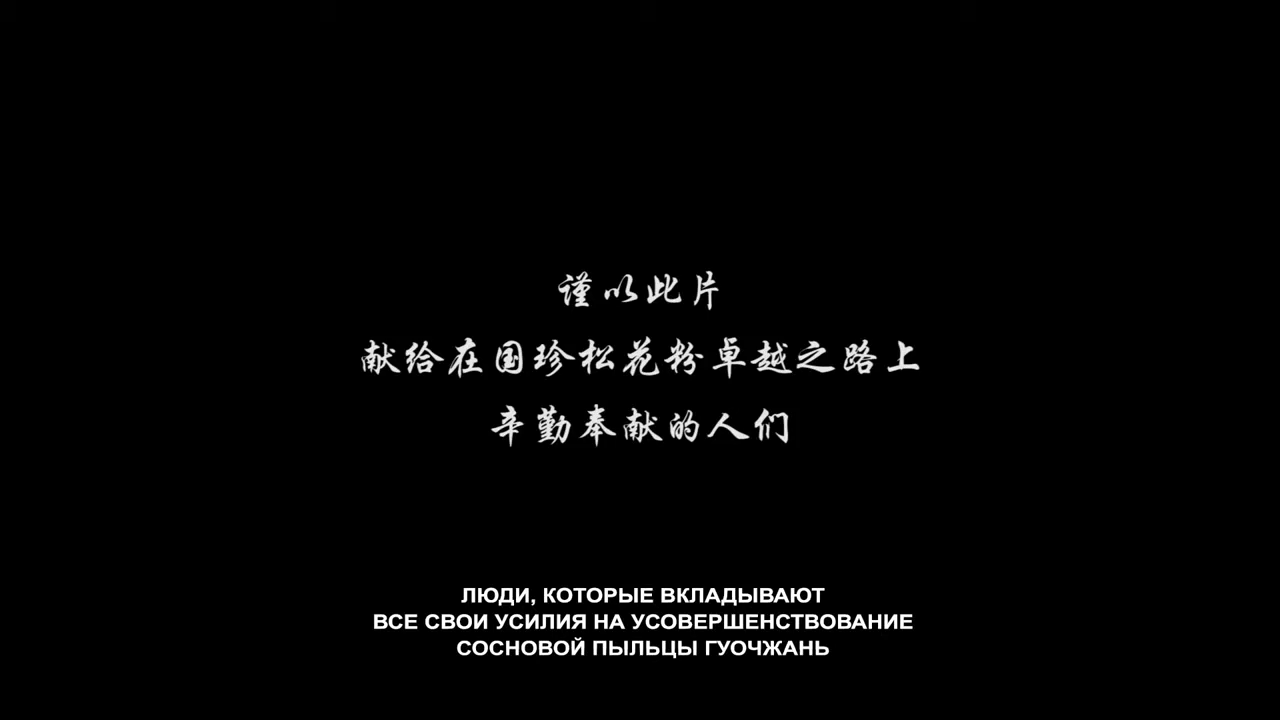 谨以此片
献给在国珍松花粉卓越之路上
辛勤奉献的人们
ЛЮДИ, КОТОРЫЕ ВКЛАДЫВАЮТ
ВСЕ СВОИ УСИЛИЯ НА УСОВЕРШЕНСТВОВАНИЕ
СОСНОВОЙ ПЫЛЬЦЫ ГУОЧЖАНЬ